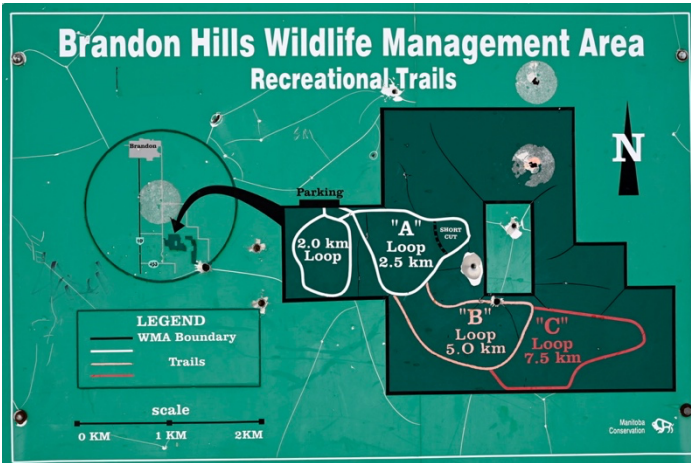 Brandon Hills Wildlife Management Area
Recreational Trails
Brandon
N
Parking
2.0 km
Loop
"A"
Loop
2.5 km
SHORT
CUT
"B"
Loop
5.0 km
"C"
Loop
7.5 km
LEGEND
WMA Boundary
Trails
scale
0 KM 1 KM 2KM
Manitoba
Conservation